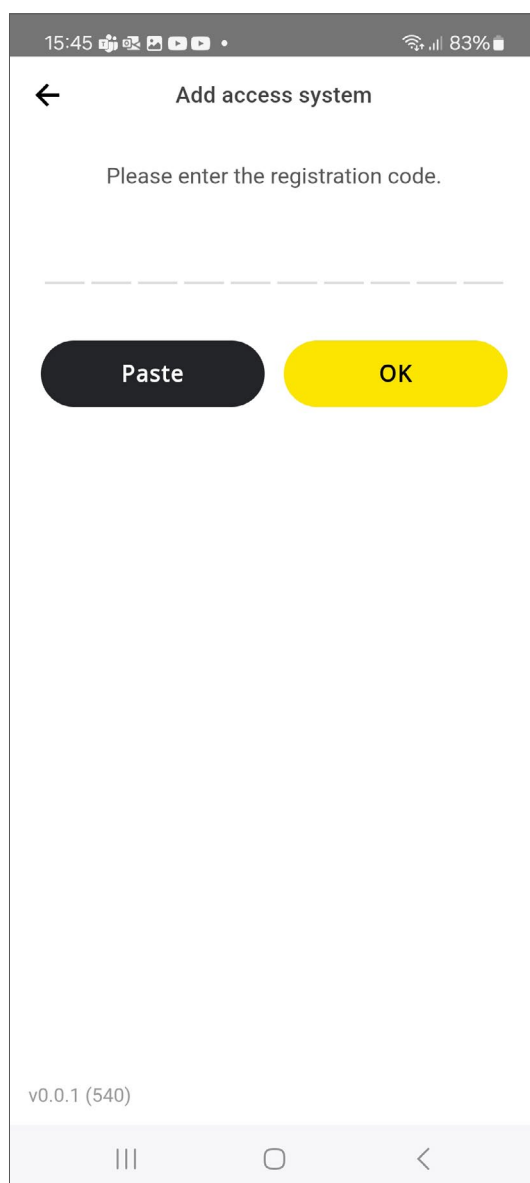 15:45 83%
Add access system
Please enter the registration code.
Paste OK
v0.0.1 (540)